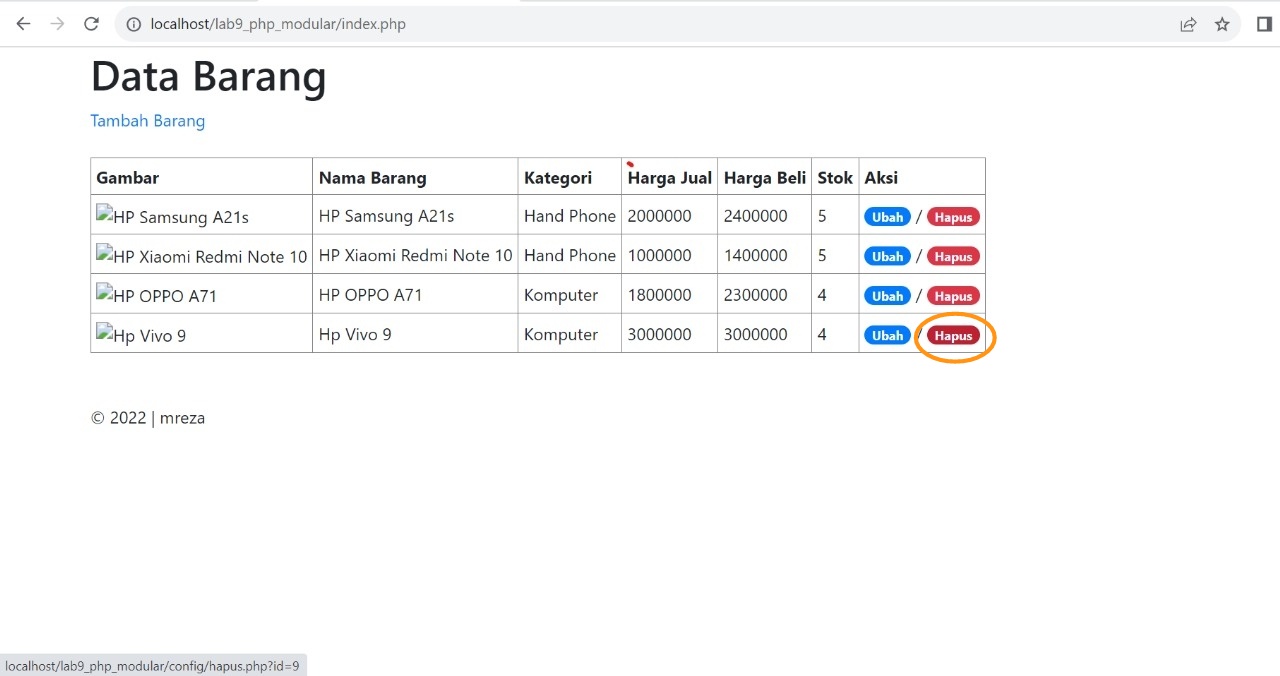 localhost/lab9_php_modular/index.php
Data Barang
Tambah Barang
Gambar Nama Barang Kategori Harga Jual Harga Beli Stok Aksi
HP Samsung A21s HP Samsung A21s Hand Phone 2000000 2400000 5 Ubah / Hapus
HP Xiaomi Redmi Note 10 HP Xiaomi Redmi Note 10 Hand Phone 1000000 1400000 5 Ubah / Hapus
HP OPPO A71 HP OPPO A71 Komputer 1800000 2300000 4 Ubah / Hapus
Hp Vivo 9 Hp Vivo 9 Komputer 3000000 3000000 4 Ubah / Hapus
© 2022 | mreza
localhost/lab9_php_modular/config/hapus.php?id=9